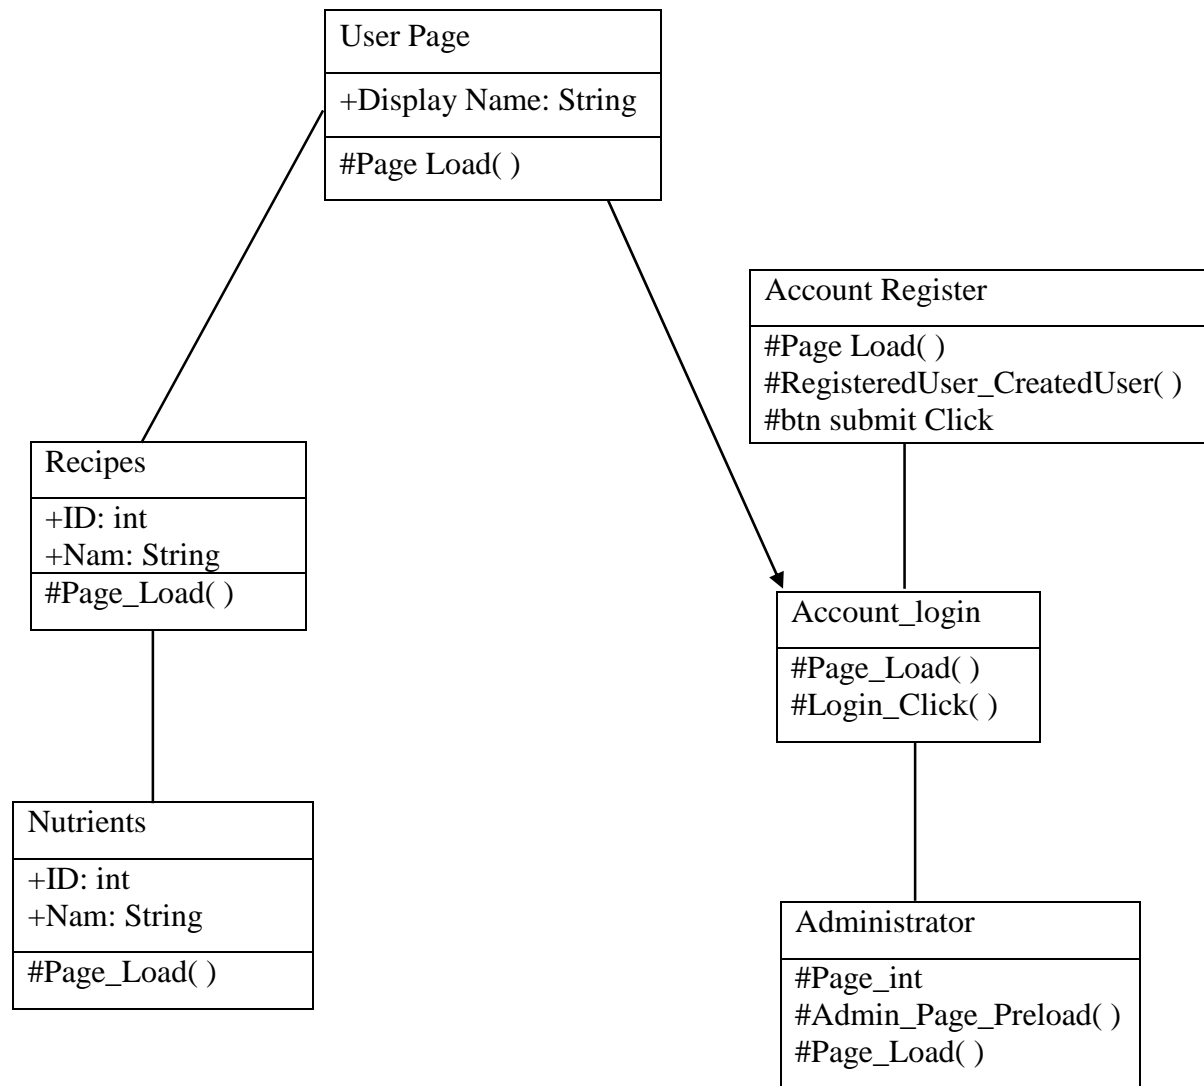 User Page
+Display Name: String
#Page Load( )
Account Register
#Page Load( )
#RegisteredUser_CreatedUser( )
#btn submit Click
Recipes
+ID: int
+Nam: String
#Page_Load( )
Account_login
#Page_Load( )
#Login_Click( )
Nutrients
+ID: int
+Nam: String
#Page_Load( )
Administrator
#Page_int
#Admin_Page_Preload( )
#Page_Load( )